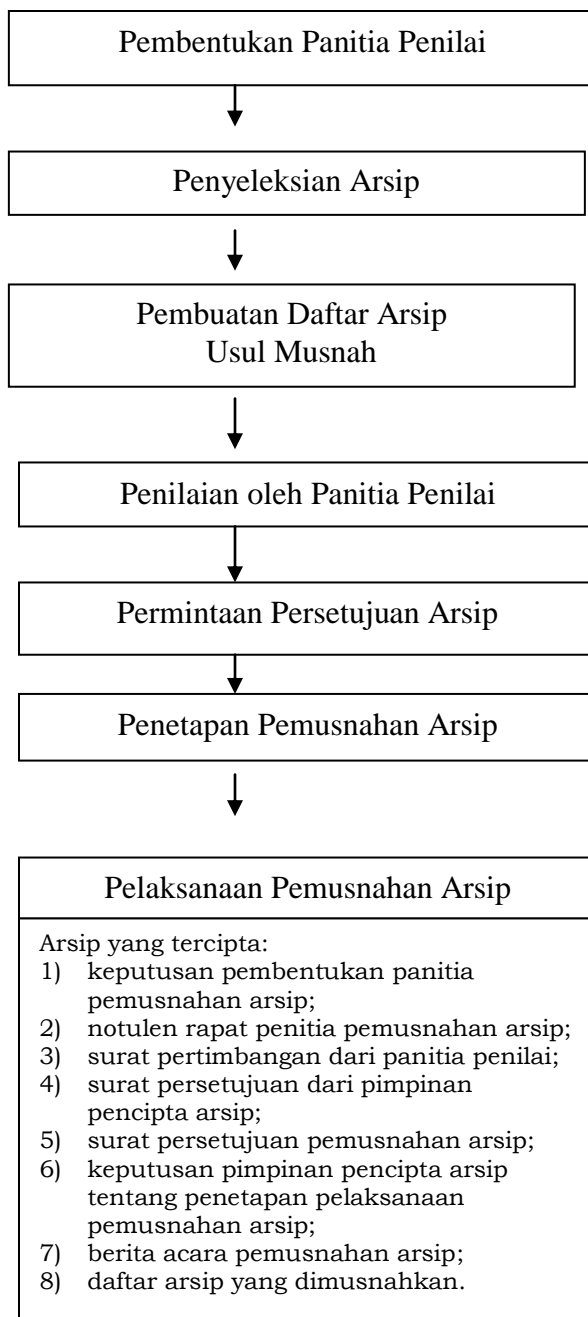 Pembentukan Panitia Penilai
Penyeleksian Arsip
Pembuatan Daftar Arsip
Usul Musnah
Penilaian oleh Panitia Penilai
Permintaan Persetujuan Arsip
Penetapan Pemusnahan Arsip
Pelaksanaan Pemusnahan Arsip
Arsip yang tercipta:
1) keputusan pembentukan panitia
pemusnahan arsip;
2) notulen rapat penitia pemusnahan arsip;
3) surat pertimbangan dari panitia penilai;
4) surat persetujuan dari pimpinan
pencipta arsip;
5) surat persetujuan pemusnahan arsip;
6) keputusan pimpinan pencipta arsip
tentang penetapan pelaksanaan
pemusnahan arsip;
7) berita acara pemusnahan arsip;
8) daftar arsip yang dimusnahkan.